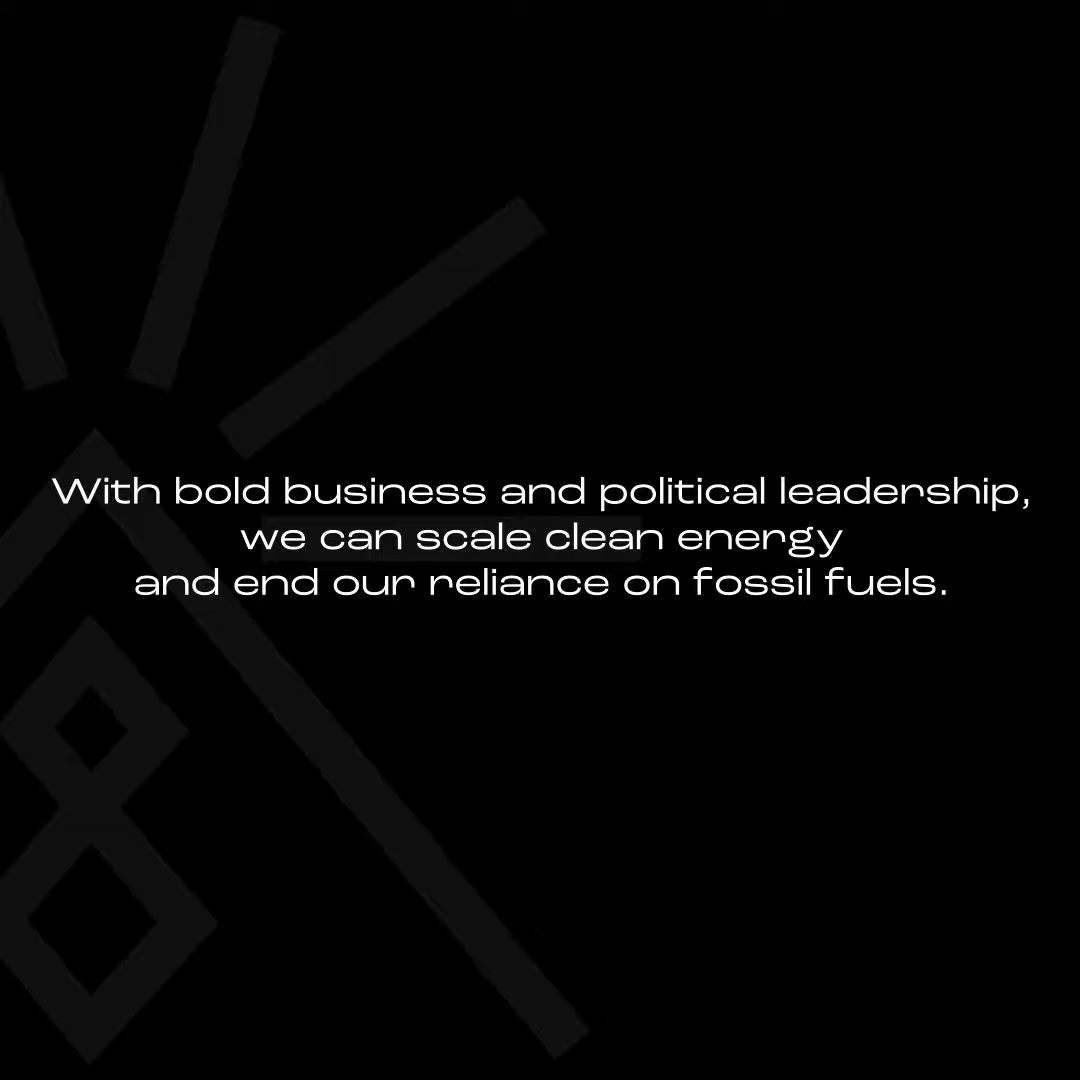 With bold business and political leadership,
we can scale clean energy
and end our reliance on fossil fuels.